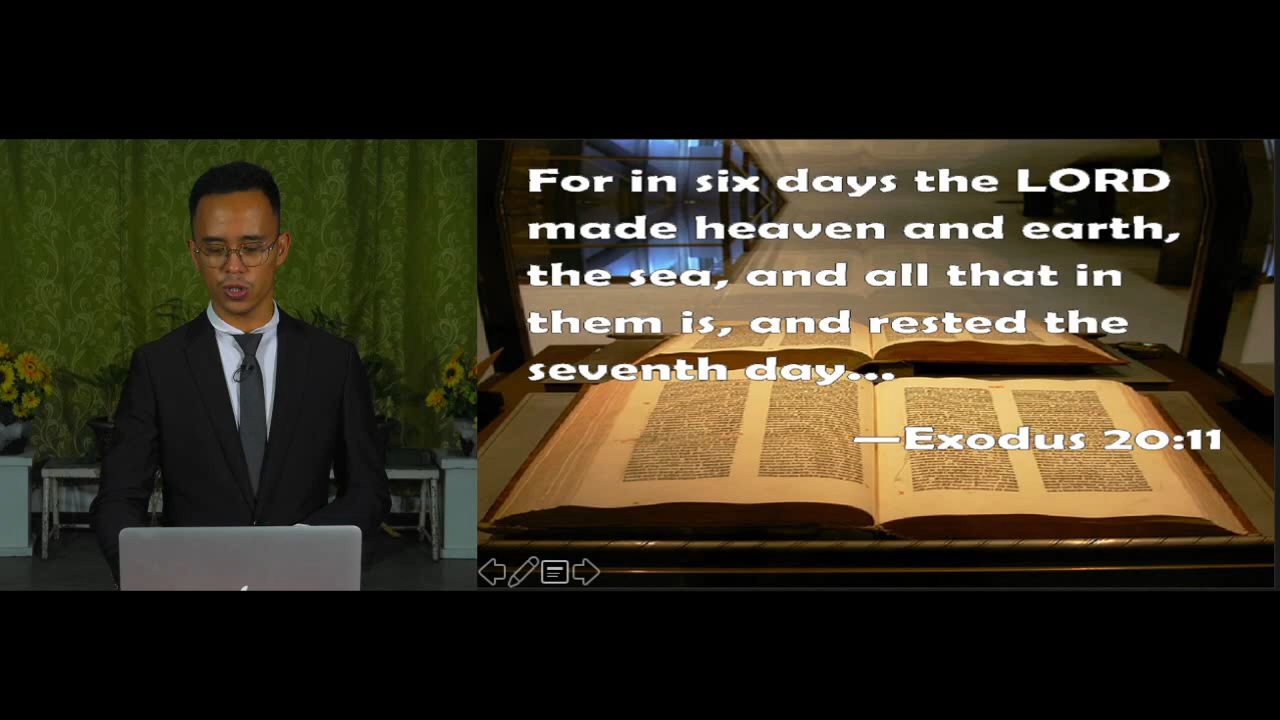 For in six days the LORD
made heaven and earth,
the sea, and all that in
them is, and rested the
seventh day...
—Exodus 20:11